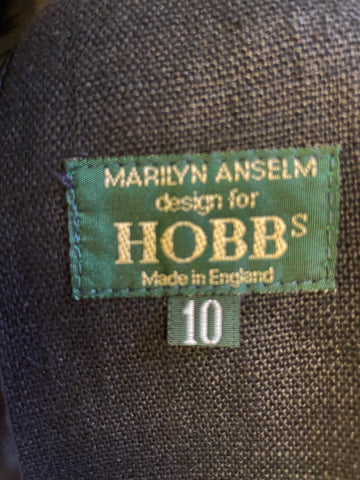 MARILYN ANSELM
design for
HOBBS
Made in England
10